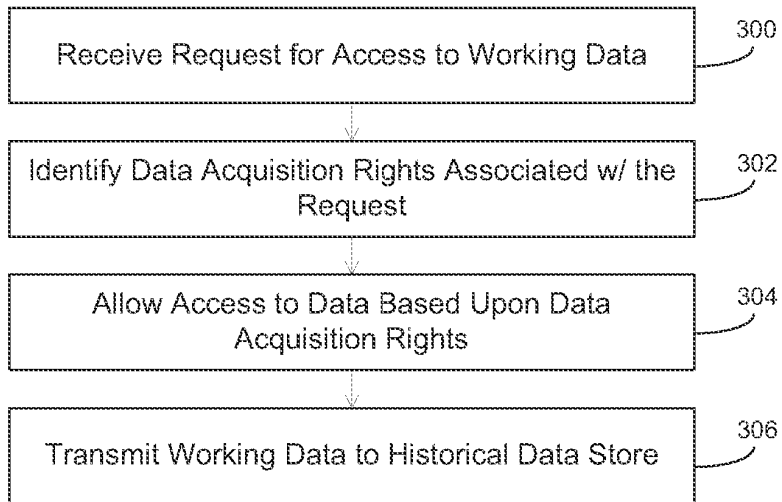 Receive Request for Access to Working Data
300
Identify Data Acquisition Rights Associated w/ the
Request
302
Allow Access to Data Based Upon Data
Acquisition Rights
304
Transmit Working Data to Historical Data Store
306